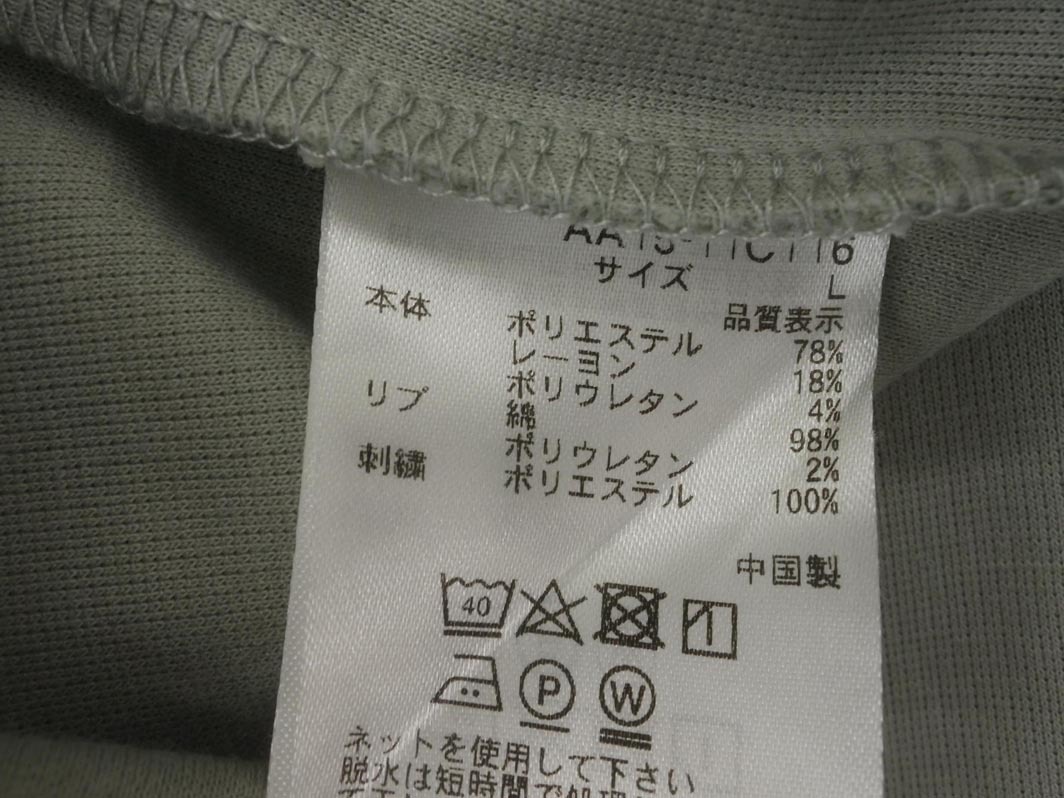 サイズ
L
品質表示
本体 ポリエステル 78%
レーヨン 18%
ポリウレタン 4%
リブ 綿 98%
ポリウレタン 2%
刺繍 ポリエステル 100%
中国製
40
P
W
ネットを使用して下さい
脱水は短時間で